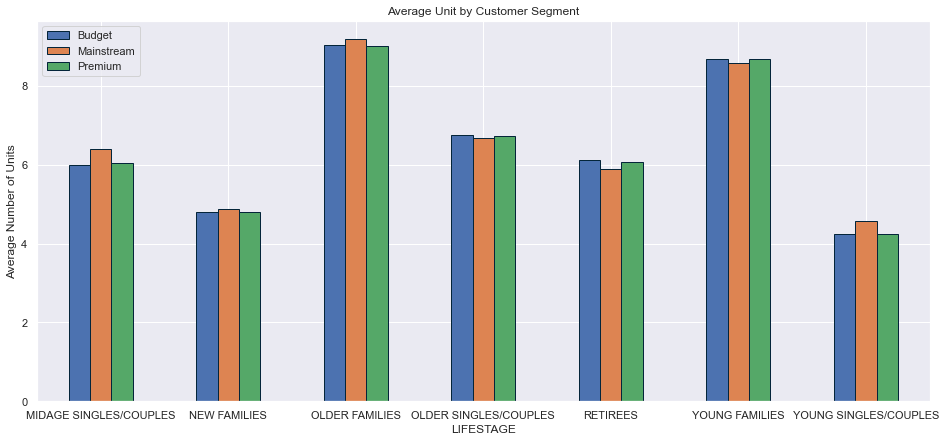 Average Unit by Customer Segment
Budget
Mainstream
Premium
Average Number of Units
8
6
4
2
0
MIDAGE SINGLES/COUPLES NEW FAMILIES OLDER FAMILIES OLDER SINGLES/COUPLES RETIREES YOUNG FAMILIES YOUNG SINGLES/COUPLES
LIFESTAGE